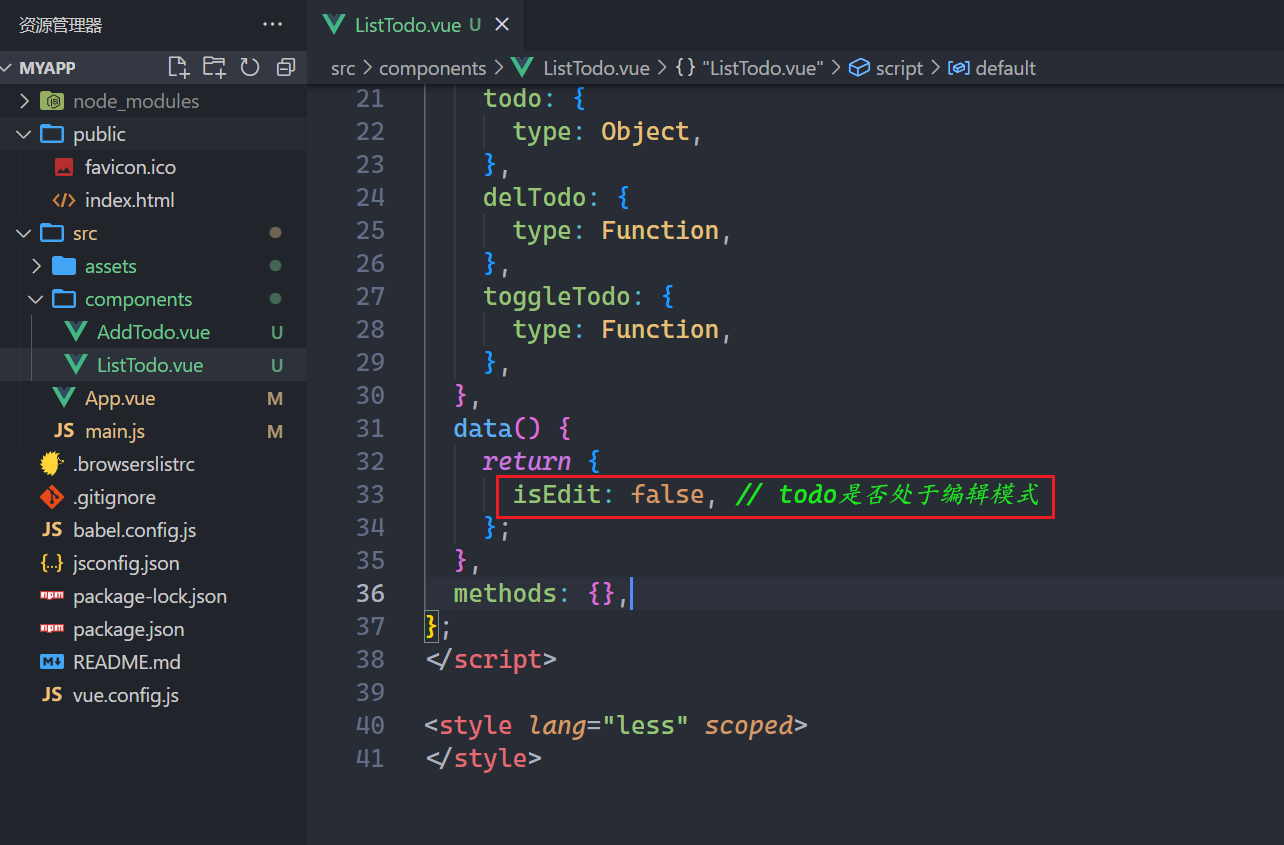 资源管理器 ···
MYAPP
node_modules
public
favicon.ico
index.html
src
assets
components
AddTodo.vue U
ListTodo.vue U
App.vue M
JS main.js M
.browserslistrc
.gitignore
JS babel.config.js
{..} jsconfig.json
npm package-lock.json
npm package.json
M README.md
JS vue.config.js
ListTodo.vue U ×
src > components > ListTodo.vue > {} "ListTodo.vue" > script > default
21 todo: {
22 type: Object,
23 },
24 delTodo: {
25 type: Function,
26 },
27 toggleTodo: {
28 type: Function,
29 },
30 },
31 data() {
32 return {
33 isEdit: false, // todo是否处于编辑模式
34 };
35 },
36 methods: {},
37 };
38 </script>
39
40 <style lang="less" scoped>
41 </style>